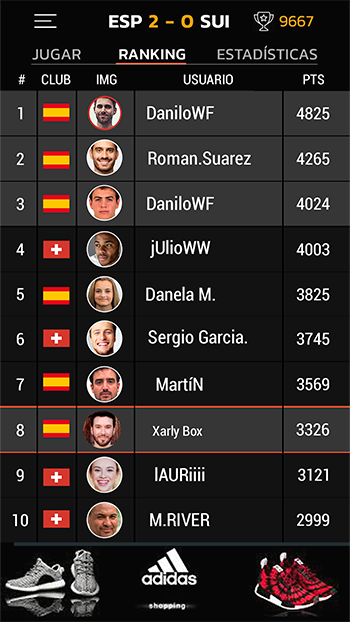 ESP 2 - 0 SUI 9667
JUGAR RANKING ESTADÍSTICAS
# CLUB IMG USUARIO PTS
1 DaniloWF 4825
2 Roman.Suarez 4265
3 DaniloWF 4024
4 jUlioWW 4003
5 Danela M. 3825
6 Sergio Garcia. 3745
7 MartíN 3569
8 Xarly Box 3326
9 lAURiiii 3121
10 M.RIVER 2999
adidas
shopping